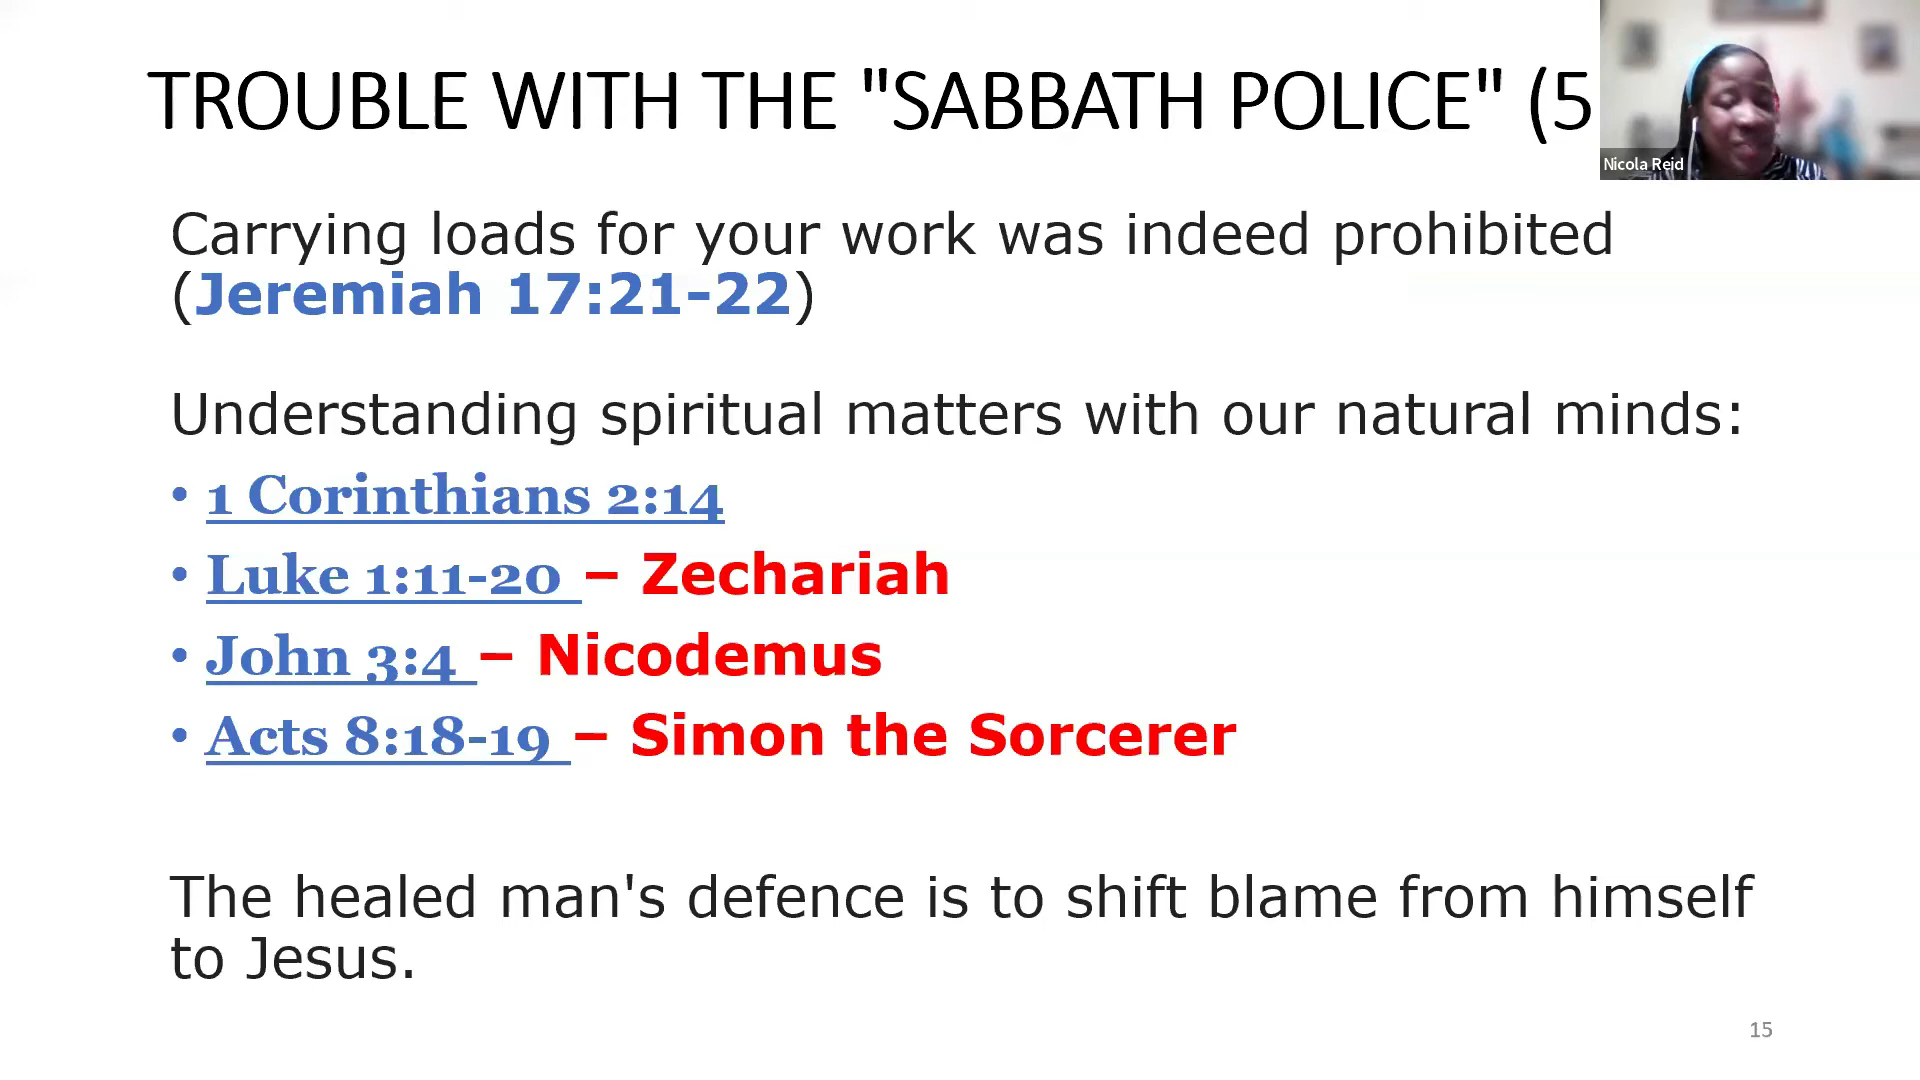 TROUBLE WITH THE "SABBATH POLICE" (5
Nicola Reid
Carrying loads for your work was indeed prohibited
(Jeremiah 17:21-22)
Understanding spiritual matters with our natural minds:
• 1 Corinthians 2:14
• Luke 1:11-20 – Zechariah
• John 3:4 – Nicodemus
• Acts 8:18-19 – Simon the Sorcerer
The healed man's defence is to shift blame from himself
to Jesus.
15